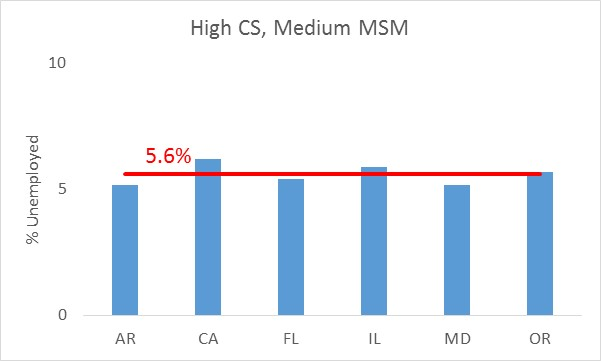 High CS, Medium MSM
10
5.6%
5
0
% Unemployed
AR CA FL IL MD OR